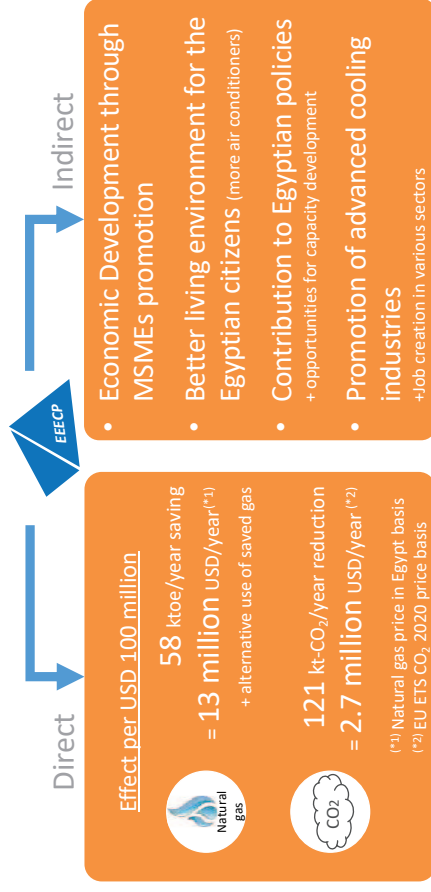 EEECP
Direct
Effect per USD 100 million
Natural
gas
58 ktoe/year saving
= 13 million USD/year(*1)
+ alternative use of saved gas
CO2
121 kt-CO2/year reduction
= 2.7 million USD/year (*2)
(*1) Natural gas price in Egypt basis
(*2) EU ETS CO2 2020 price basis
Indirect
• Economic Development through
MSMEs promotion
• Better living environment for the
Egyptian citizens (more air conditioners)
• Contribution to Egyptian policies
+ opportunities for capacity development
• Promotion of advanced cooling
industries
+Job creation in various sectors